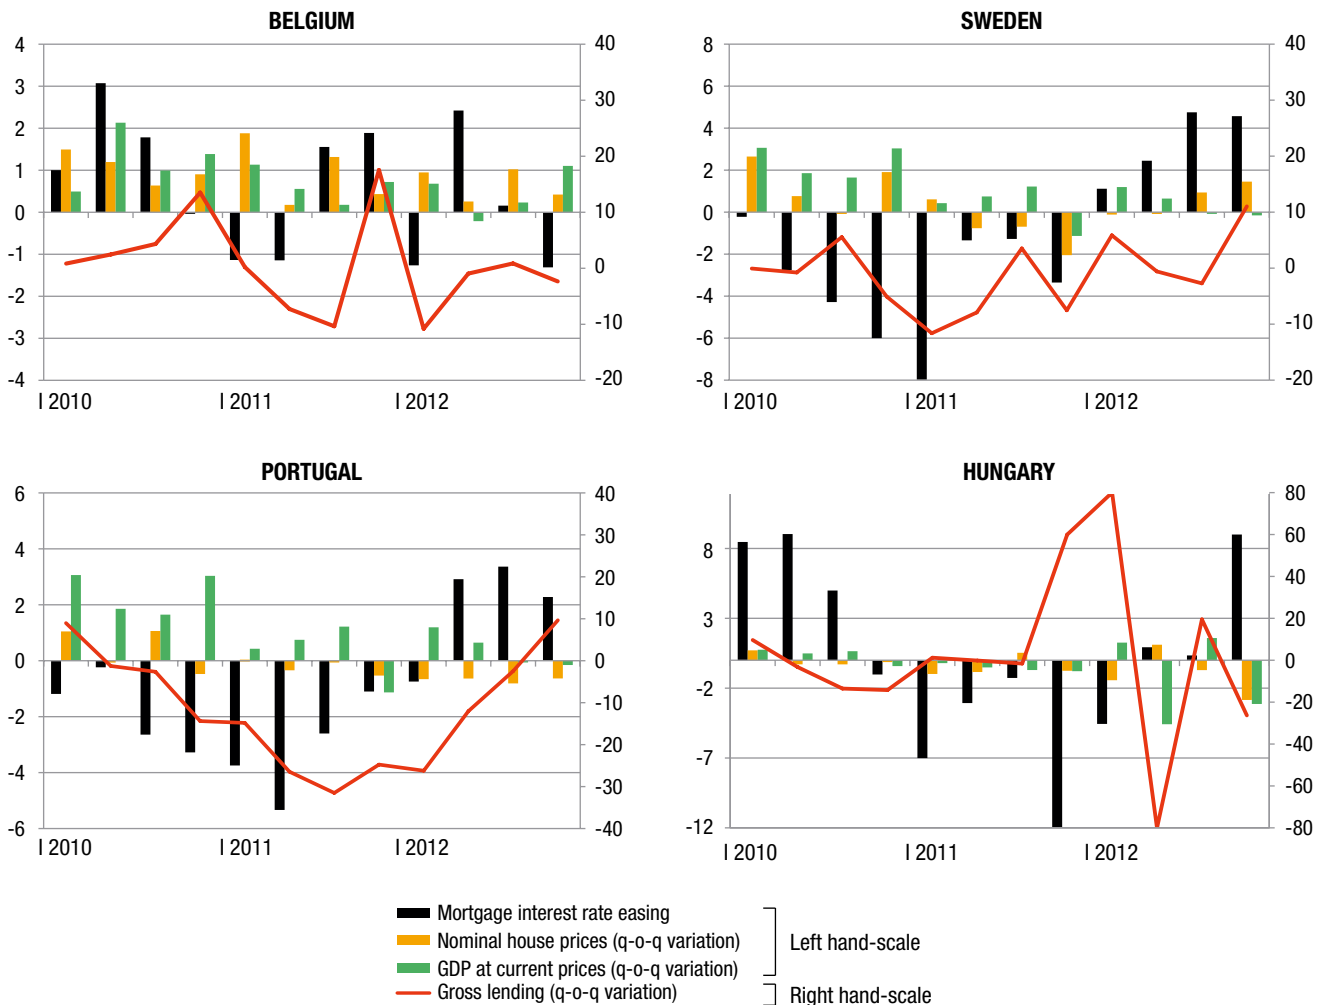 BELGIUM
4
3
2
1
0
-1
-2
-3
-4
40
30
20
10
0
-10
-20
I 2010
I 2011
I 2012
SWEDEN
8
6
4
2
0
-2
-4
-6
-8
40
30
20
10
0
-10
-20
I 2010
I 2011
I 2012
PORTUGAL
6
4
2
0
-2
-4
-6
40
30
20
10
0
-10
-20
-30
-40
I 2010
I 2011
I 2012
HUNGARY
8
3
-2
-7
-12
80
60
40
20
0
-20
-40
-60
-80
I 2010
I 2011
I 2012
Mortgage interest rate easing
Nominal house prices (q-o-q variation)
GDP at current prices (q-o-q variation)
Left hand-scale
Gross lending (q-o-q variation)
Right hand-scale